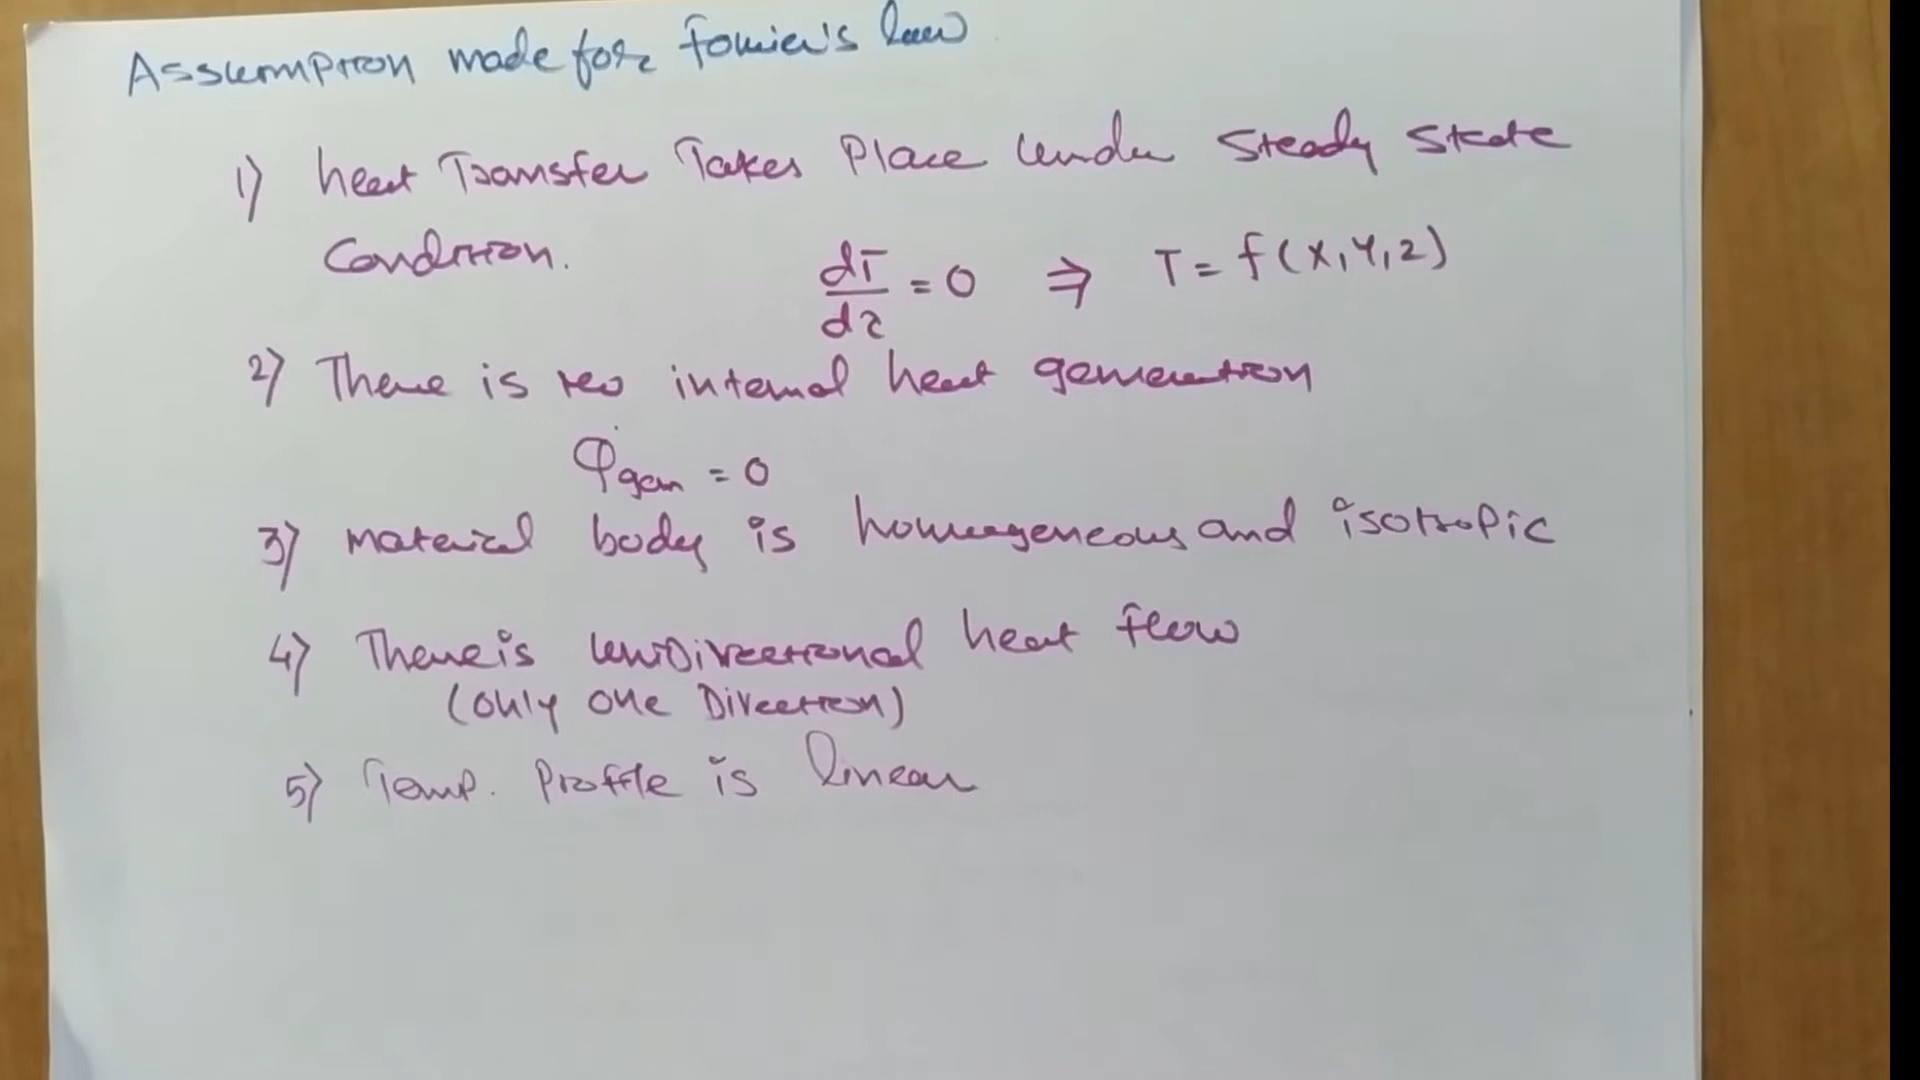 Assumption made for Fourier's law
1) heat Transfer Takes Place under Steady State
Condition.
dT/dτ = 0 ⇒ T = f(x,y,z)
2) There is no internal heat generation
q̇gen = 0
3) Material body is homogeneous and isotropic
4) There is uniDirectional heat flow
(only one Direction)
5) Temp. Profile is linear